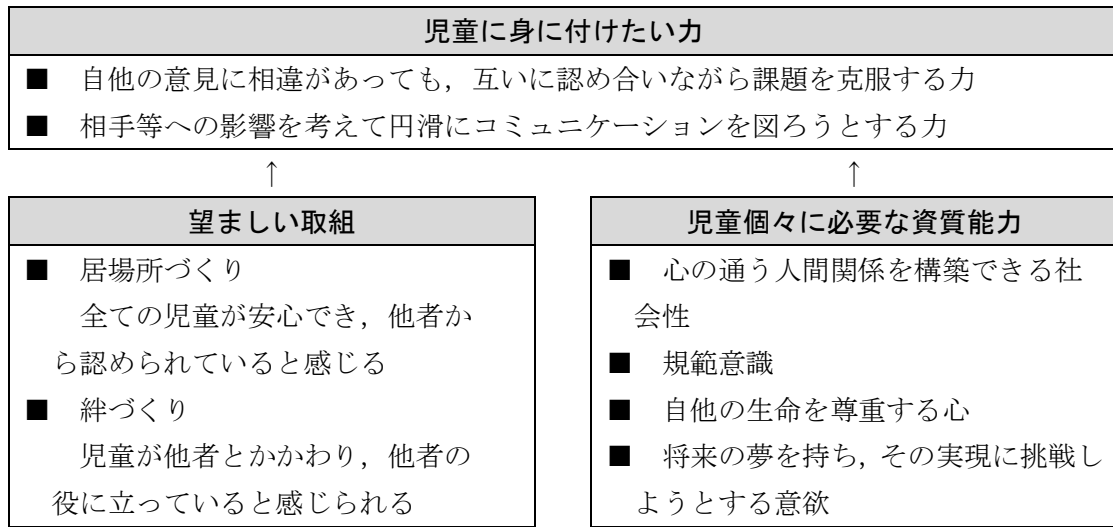 児童に身に付けたい力
■　自他の意見に相違があっても，互いに認め合いながら課題を克服する力
■　相手等への影響を考えて円滑にコミュニケーションを図ろうとする力
↑　↑
望ましい取組
■　居場所づくり
全ての児童が安心でき，他者か
ら認められていると感じる
■　絆づくり
児童が他者とかかわり，他者の
役に立っていると感じられる
児童個々に必要な資質能力
■　心の通う人間関係を構築できる社
会性
■　規範意識
■　自他の生命を尊重する心
■　将来の夢を持ち，その実現に挑戦し
ようとする意欲